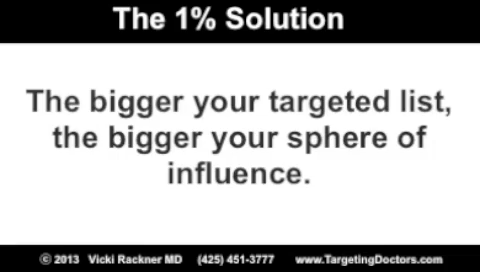 The 1% Solution
The bigger your targeted list,
the bigger your sphere of
influence.
© 2013 Vicki Rackner MD (425) 451-3777 www.TargetingDoctors.com